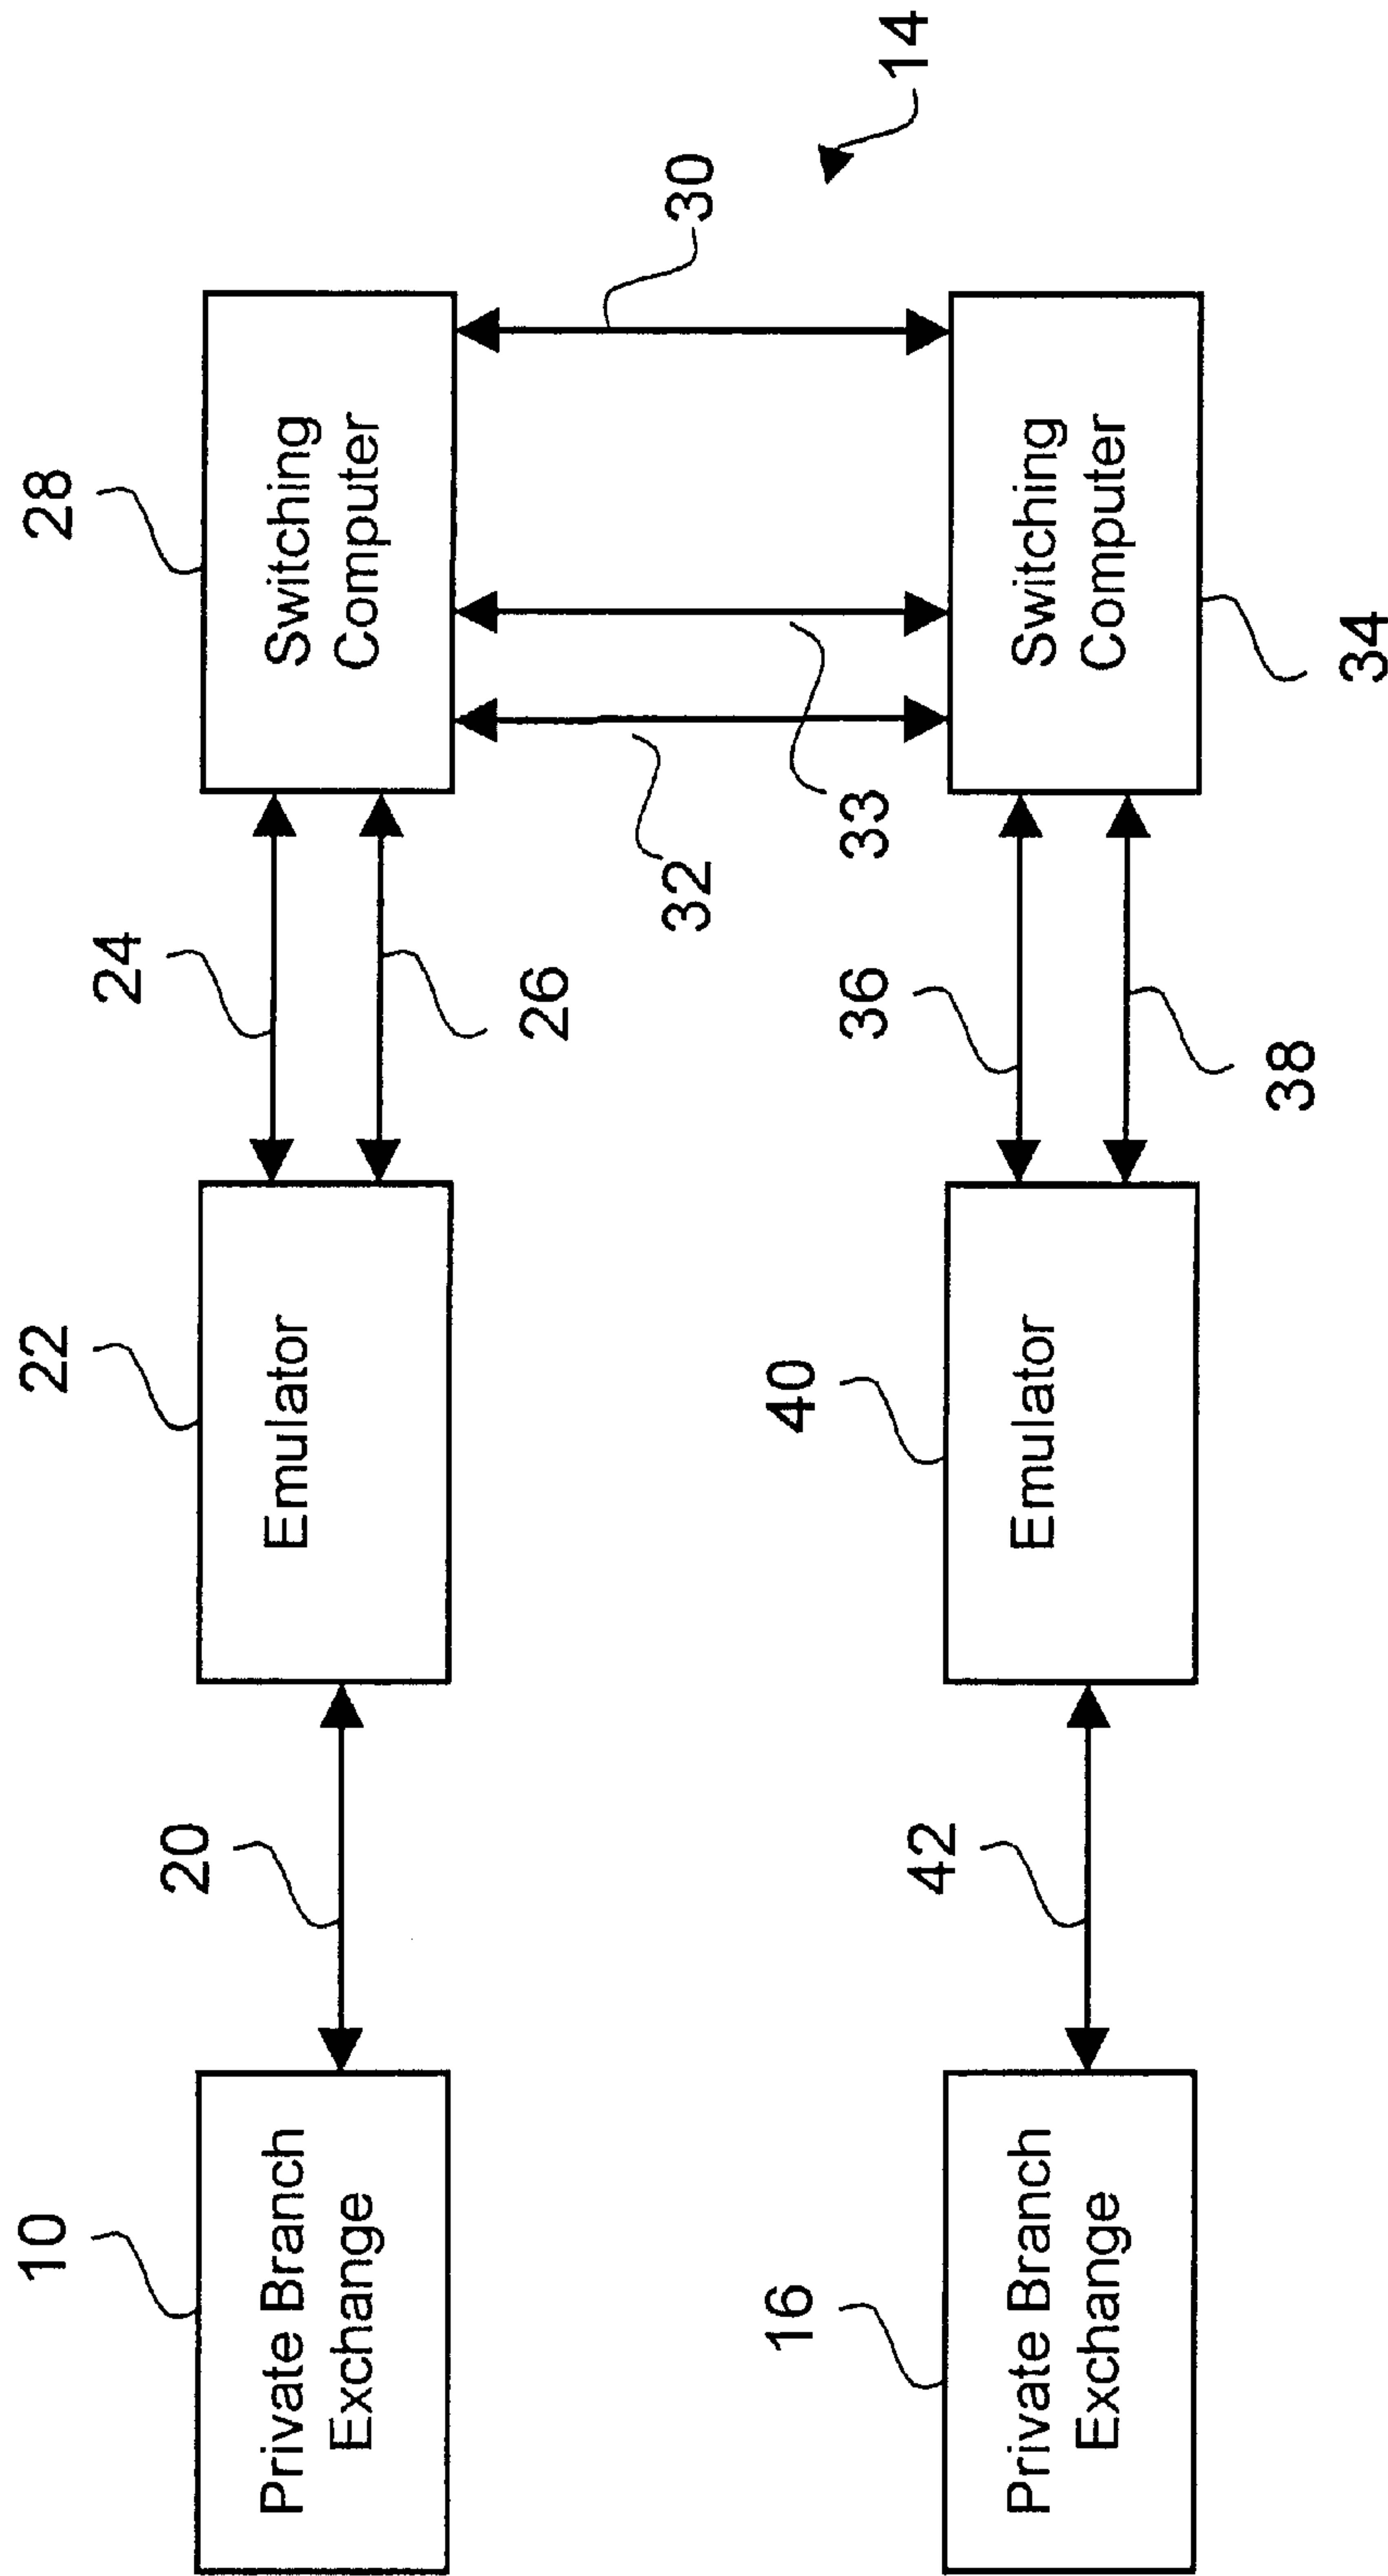 10
Private Branch
Exchange
20
22
Emulator
24
26
28
Switching
Computer
32
33
30
14
16
Private Branch
Exchange
42
40
Emulator
36
38
Switching
Computer
34